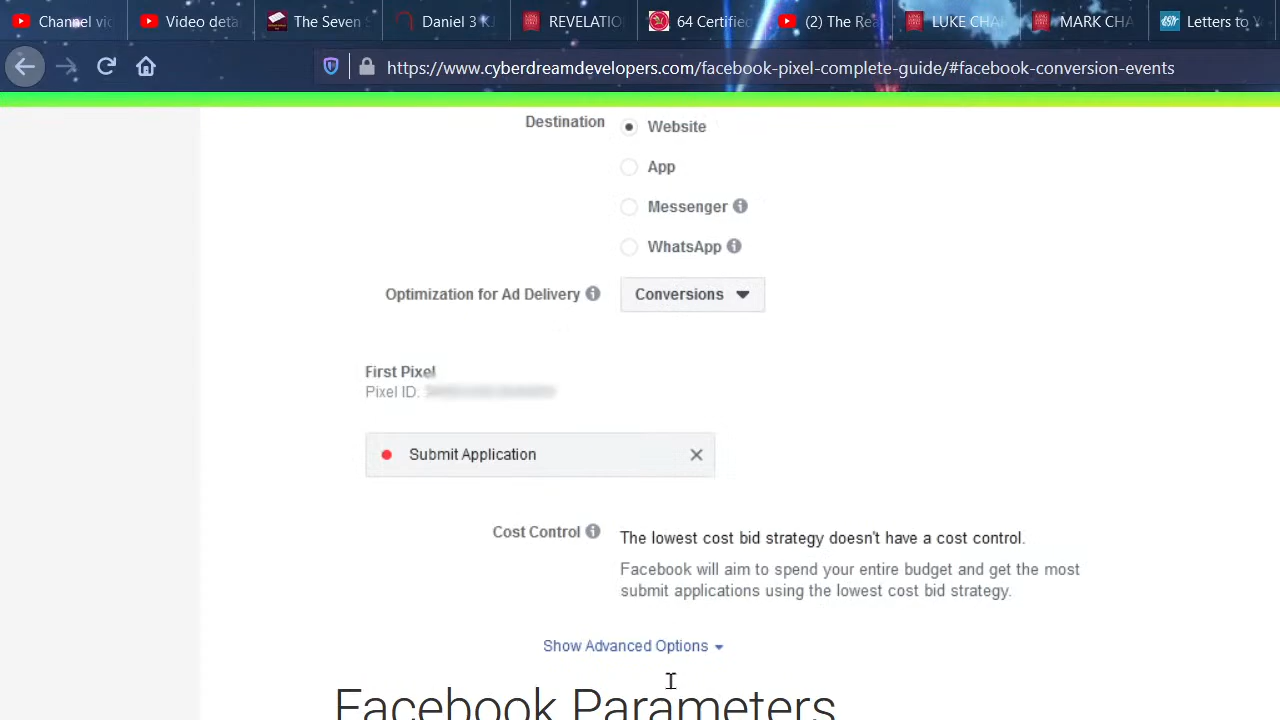 Channel vi
Video deta
The Seven S
Daniel 3 KJ
REVELATIO
64 Certified
(2) The Rea
LUKE CHA
MARK CHA
Letters to Y
https://www.cyberdreamdevelopers.com/facebook-pixel-complete-guide/#facebook-conversion-events
Destination
Website
App
Messenger
WhatsApp
Optimization for Ad Delivery
Conversions
First Pixel
Pixel ID:
Submit Application
Cost Control
The lowest cost bid strategy doesn't have a cost control.
Facebook will aim to spend your entire budget and get the most
submit applications using the lowest cost bid strategy.
Show Advanced Options
Facebook Parameters